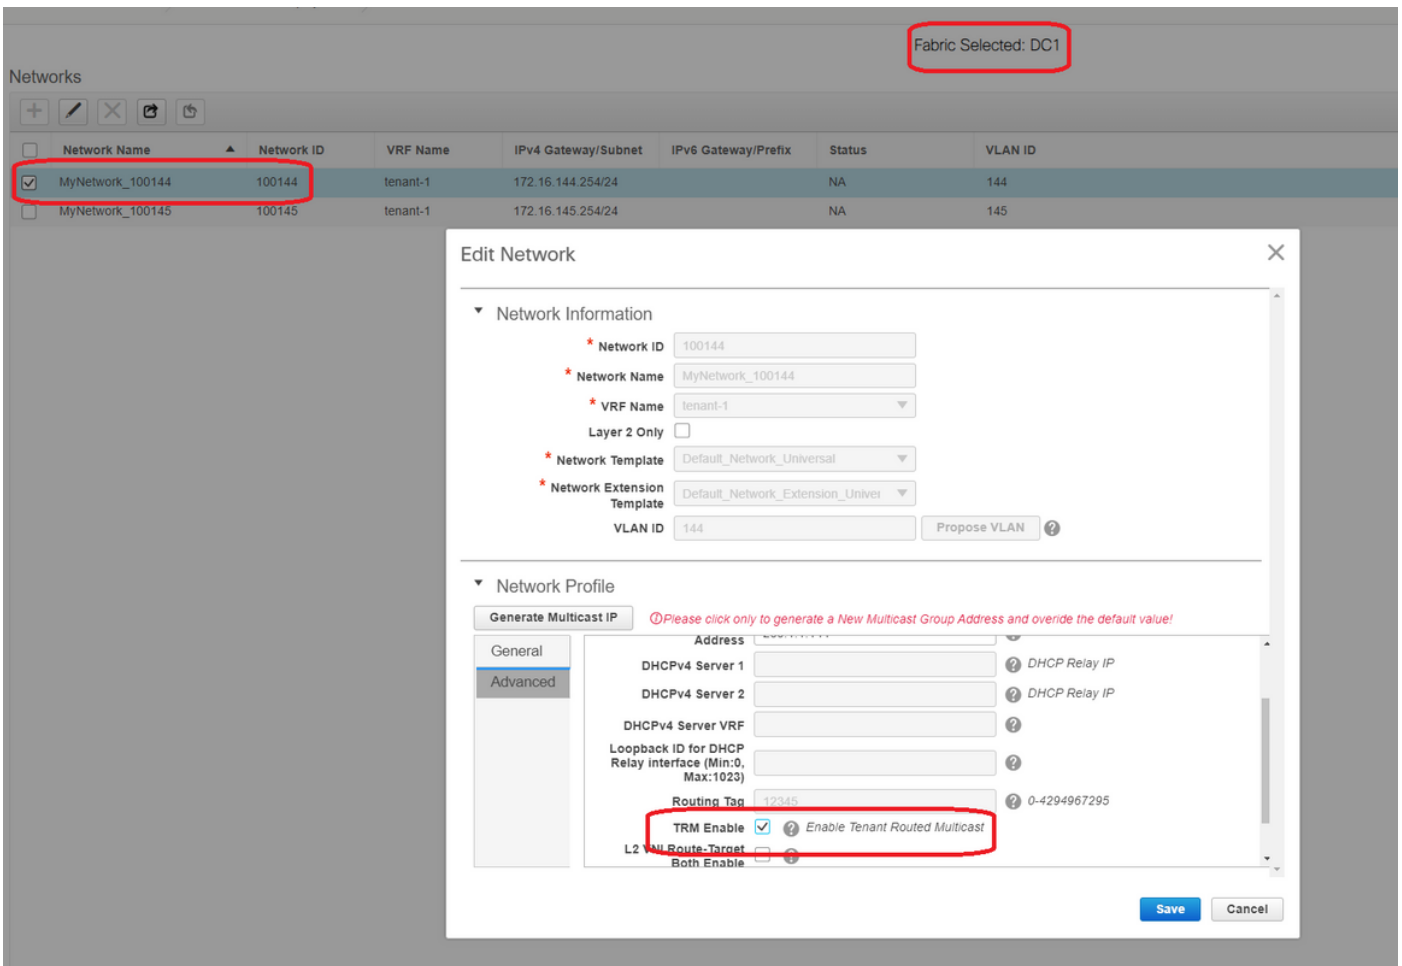 Fabric Selected: DC1
Networks
Network Name Network ID VRF Name IPv4 Gateway/Subnet IPv6 Gateway/Prefix Status VLAN ID
MyNetwork_100144 100144 tenant-1 172.16.144.254/24 NA 144
MyNetwork_100145 100145 tenant-1 172.16.145.254/24 NA 145
Edit Network
Network Information
* Network ID 100144
* Network Name MyNetwork_100144
* VRF Name tenant-1
Layer 2 Only
* Network Template Default_Network_Universal
* Network Extension
Template Default_Network_Extension_Univer
VLAN ID 144 Propose VLAN ?
Network Profile
Generate Multicast IP Please click only to generate a New Multicast Group Address and overide the default value!
General
Advanced
Address
DHCPv4 Server 1 ? DHCP Relay IP
DHCPv4 Server 2 ? DHCP Relay IP
DHCPv4 Server VRF ?
Loopback ID for DHCP
Relay interface (Min:0,
Max:1023) ?
Routing Tag 12345 ? 0-4294967295
TRM Enable ? Enable Tenant Routed Multicast
L2 VNI Route-Target
Both Enable ?
Save Cancel